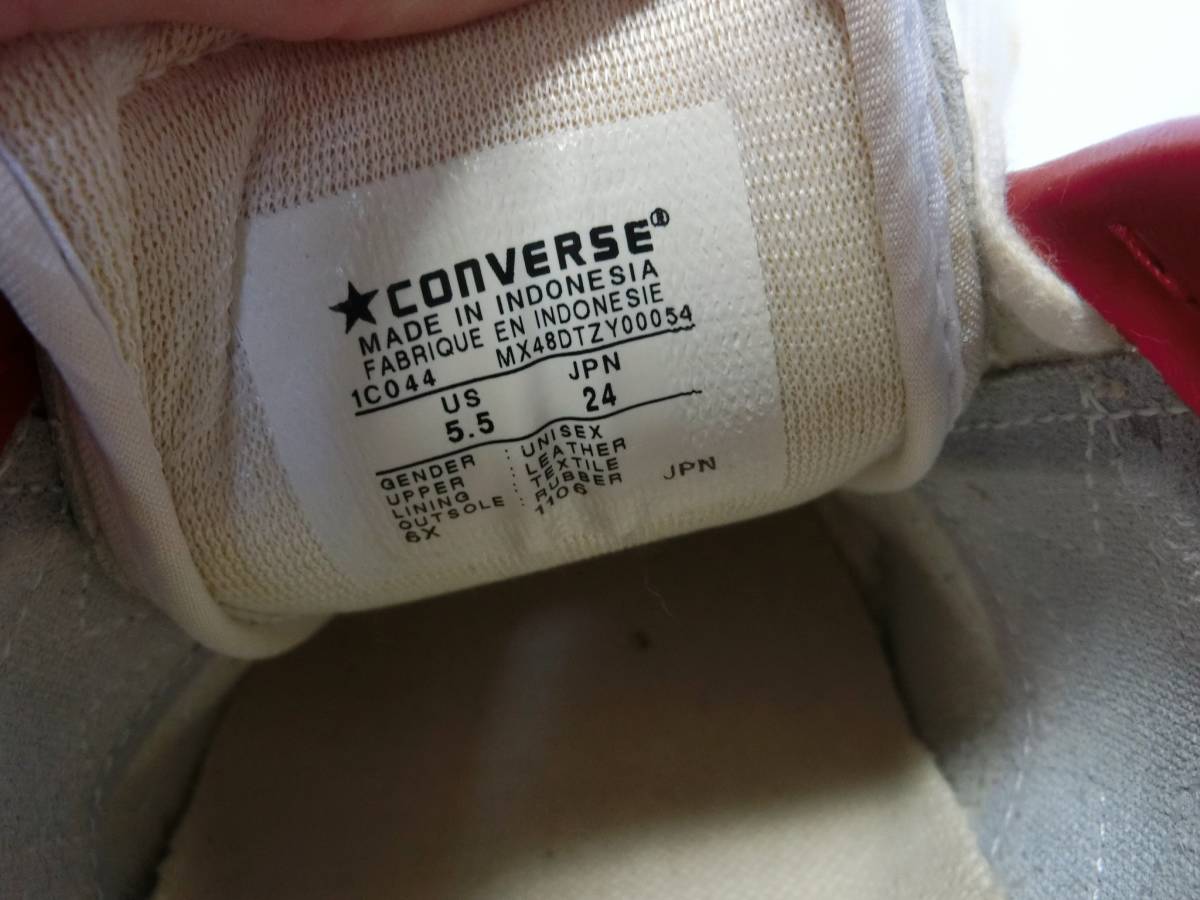 ★CONVERSE®
MADE IN INDONESIA
FABRIQUE EN INDONESIE
1C044 MX48DTZY00054
US JPN
5.5 24
GENDER : UNISEX
UPPER : LEATHER
LINING : TEXTILE
OUTSOLE : RUBBER JPN
6X 1106